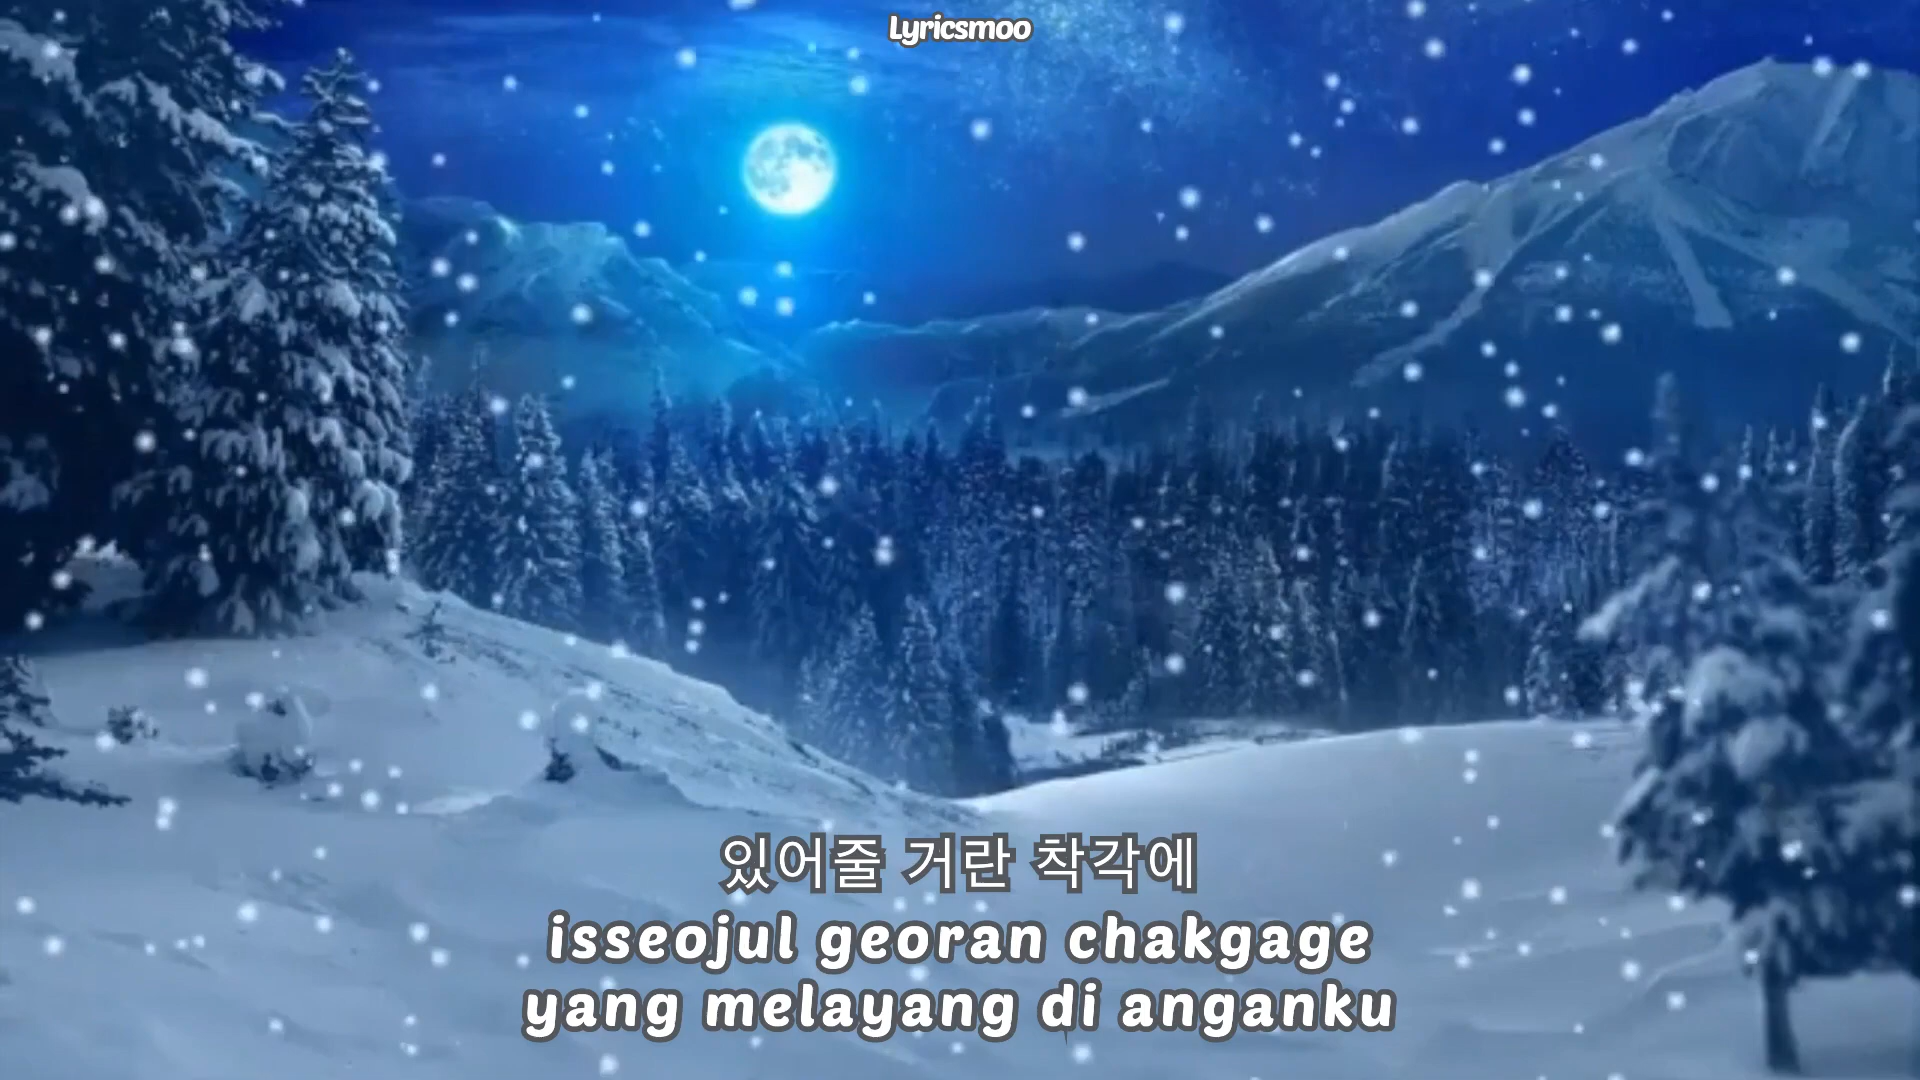 Lyricsmoo
있어줄 거란 착각에
isseojul georan chakgage
yang melayang di anganku